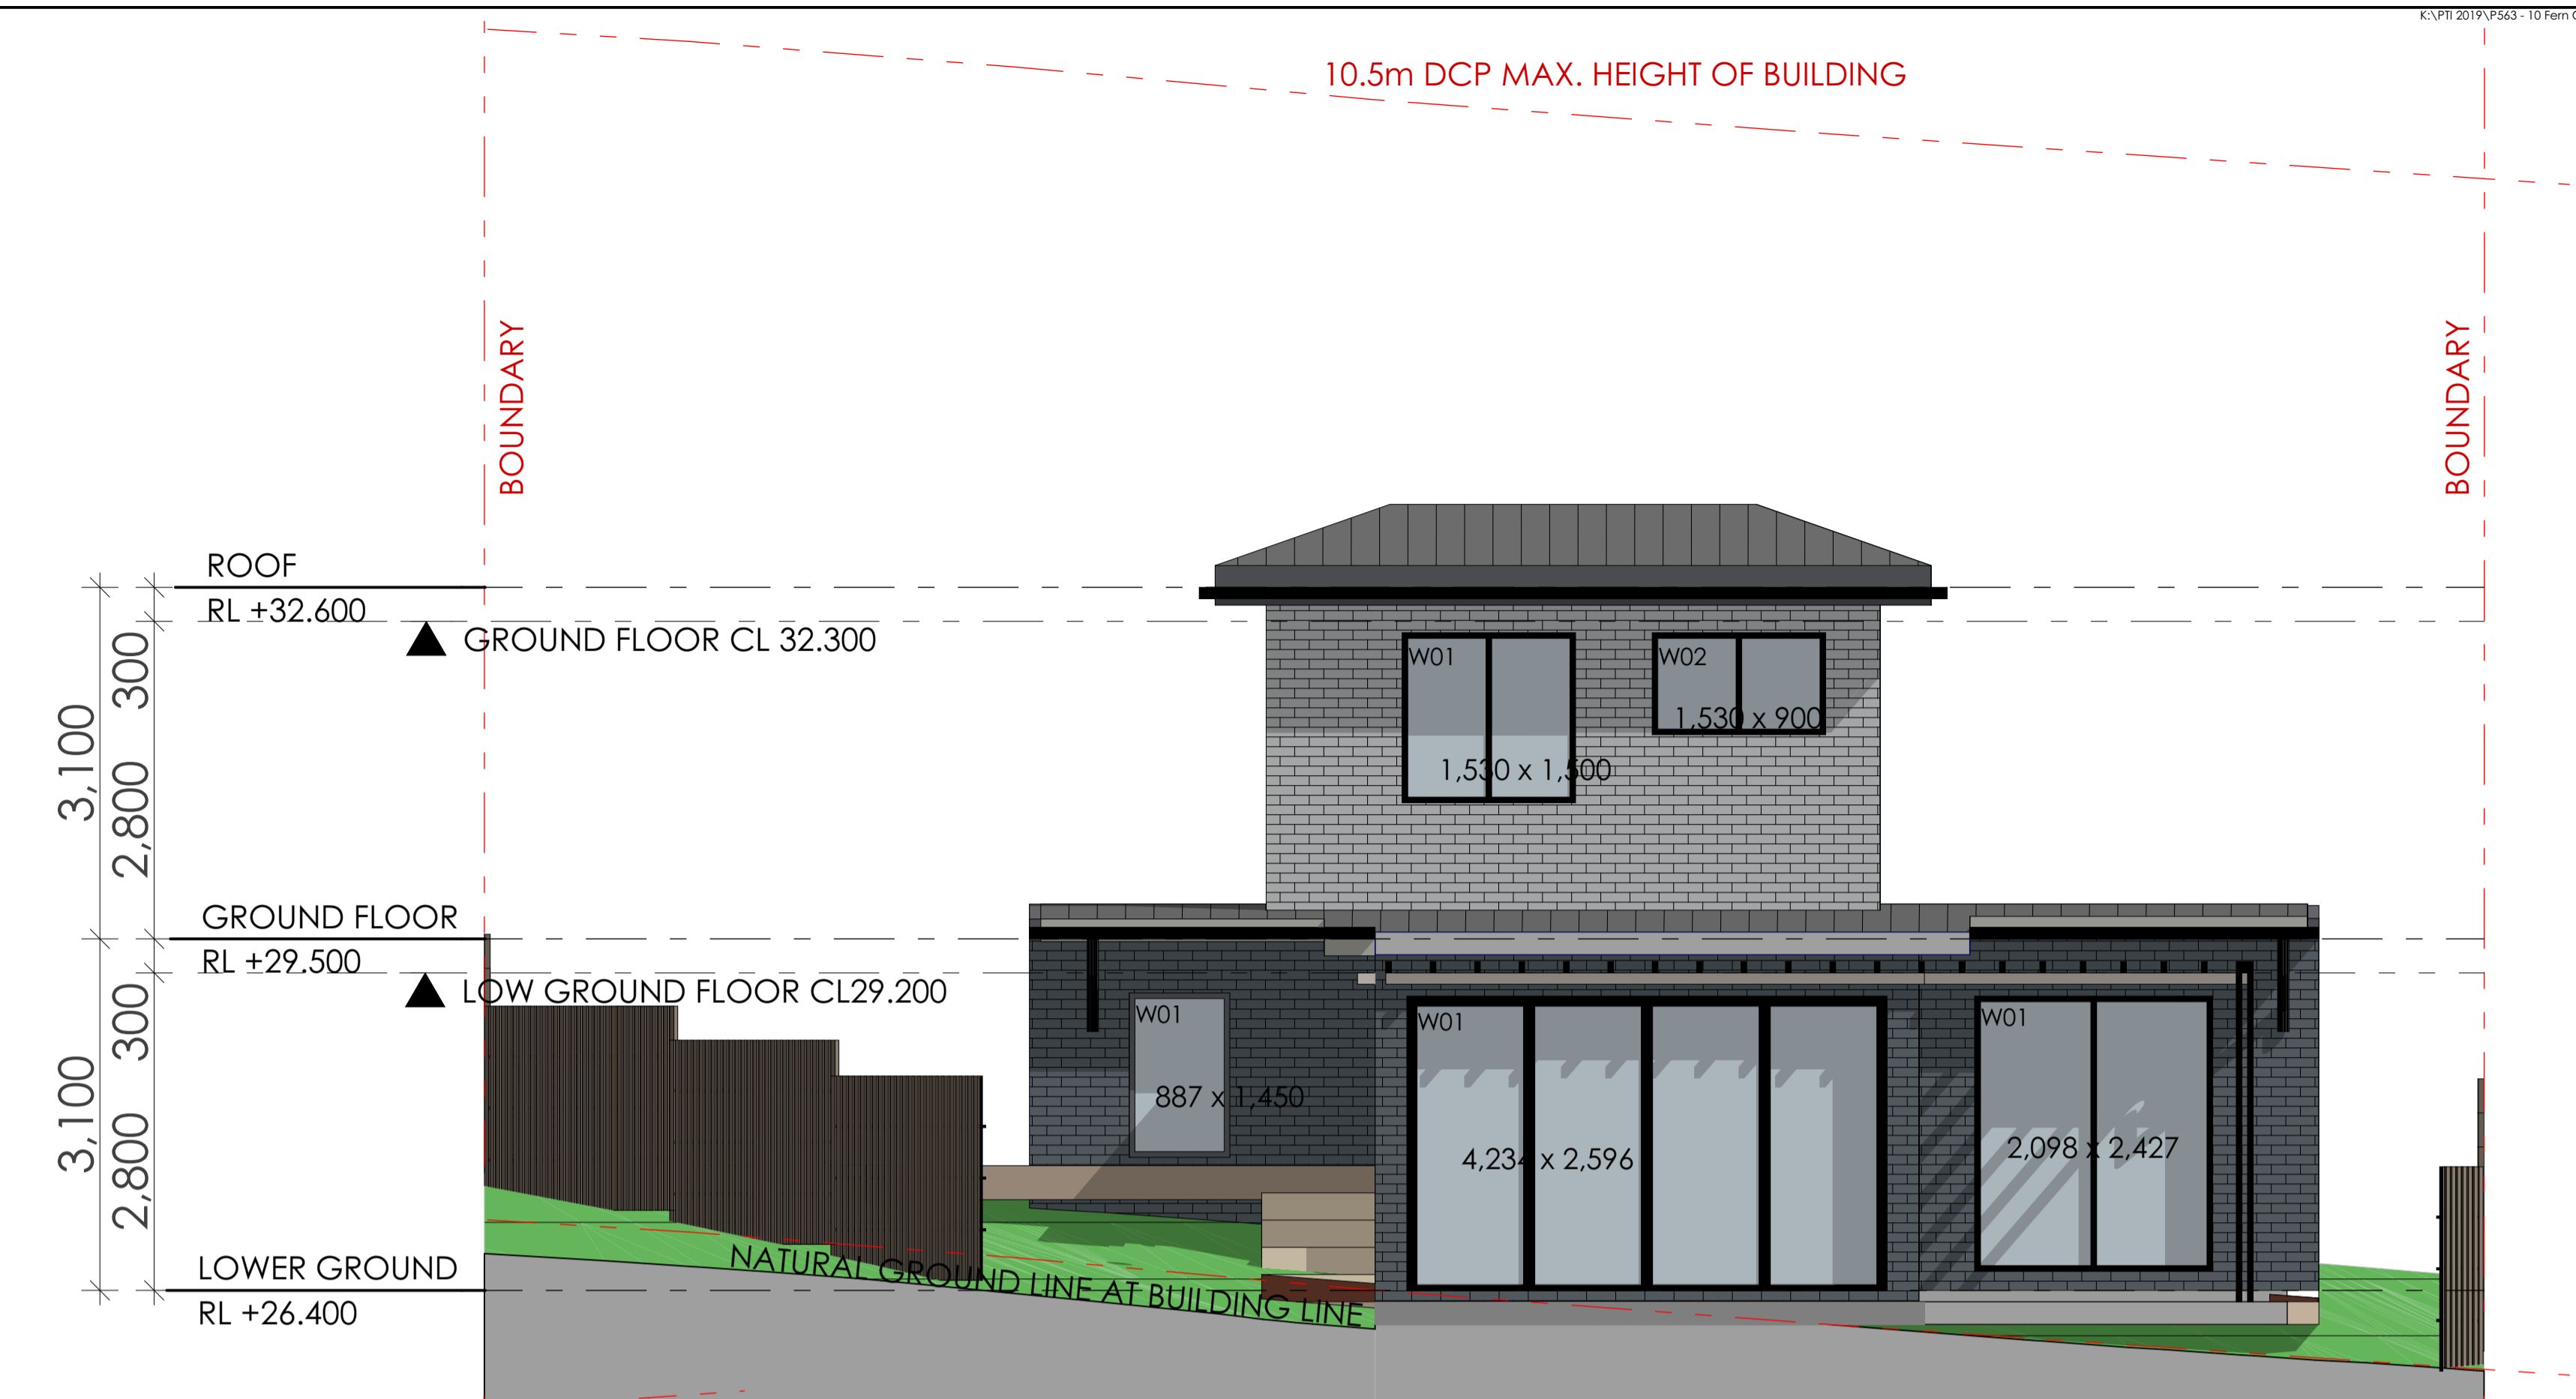 K:\PTI 2019\P563 - 10 Fern
10.5m DCP MAX. HEIGHT OF BUILDING
BOUNDARY
BOUNDARY
ROOF
RL +32.600
GROUND FLOOR CL 32.300
3,100
300
2,800
W01
1,530 x 1,500
W02
1,530 x 900
GROUND FLOOR
RL +29.500
LOW GROUND FLOOR CL29.200
3,100
300
2,800
W01
887 x 1,450
W01
4,234 x 2,596
W01
2,098 x 2,427
NATURAL GROUND LINE AT BUILDING LINE
LOWER GROUND
RL +26.400